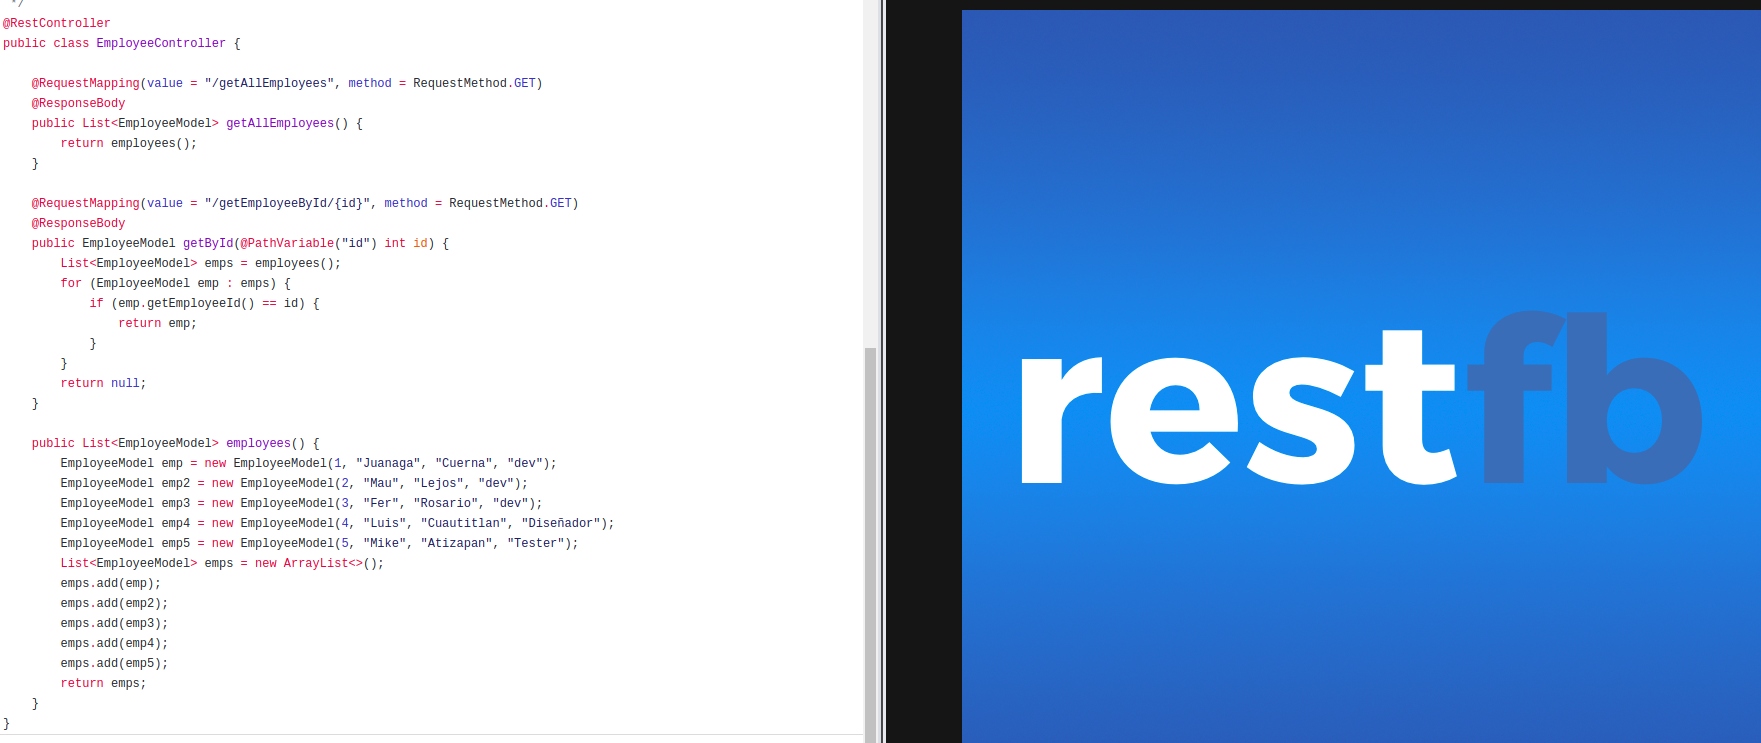 */
@RestController
public class EmployeeController {
    @RequestMapping(value = "/getAllEmployees", method = RequestMethod.GET)
    @ResponseBody
    public List<EmployeeModel> getAllEmployees() {
        return employees();
    }
    @RequestMapping(value = "/getEmployeeById/{id}", method = RequestMethod.GET)
    @ResponseBody
    public EmployeeModel getById(@PathVariable("id") int id) {
        List<EmployeeModel> emps = employees();
        for (EmployeeModel emp : emps) {
            if (emp.getEmployeeId() == id) {
                return emp;
            }
        }
        return null;
    }
    public List<EmployeeModel> employees() {
        EmployeeModel emp = new EmployeeModel(1, "Juanaga", "Cuerna", "dev");
        EmployeeModel emp2 = new EmployeeModel(2, "Mau", "Lejos", "dev");
        EmployeeModel emp3 = new EmployeeModel(3, "Fer", "Rosario", "dev");
        EmployeeModel emp4 = new EmployeeModel(4, "Luis", "Cuautitlan", "Diseñador");
        EmployeeModel emp5 = new EmployeeModel(5, "Mike", "Atizapan", "Tester");
        List<EmployeeModel> emps = new ArrayList<>();
        emps.add(emp);
        emps.add(emp2);
        emps.add(emp3);
        emps.add(emp4);
        emps.add(emp5);
        return emps;
    }
}
restfb